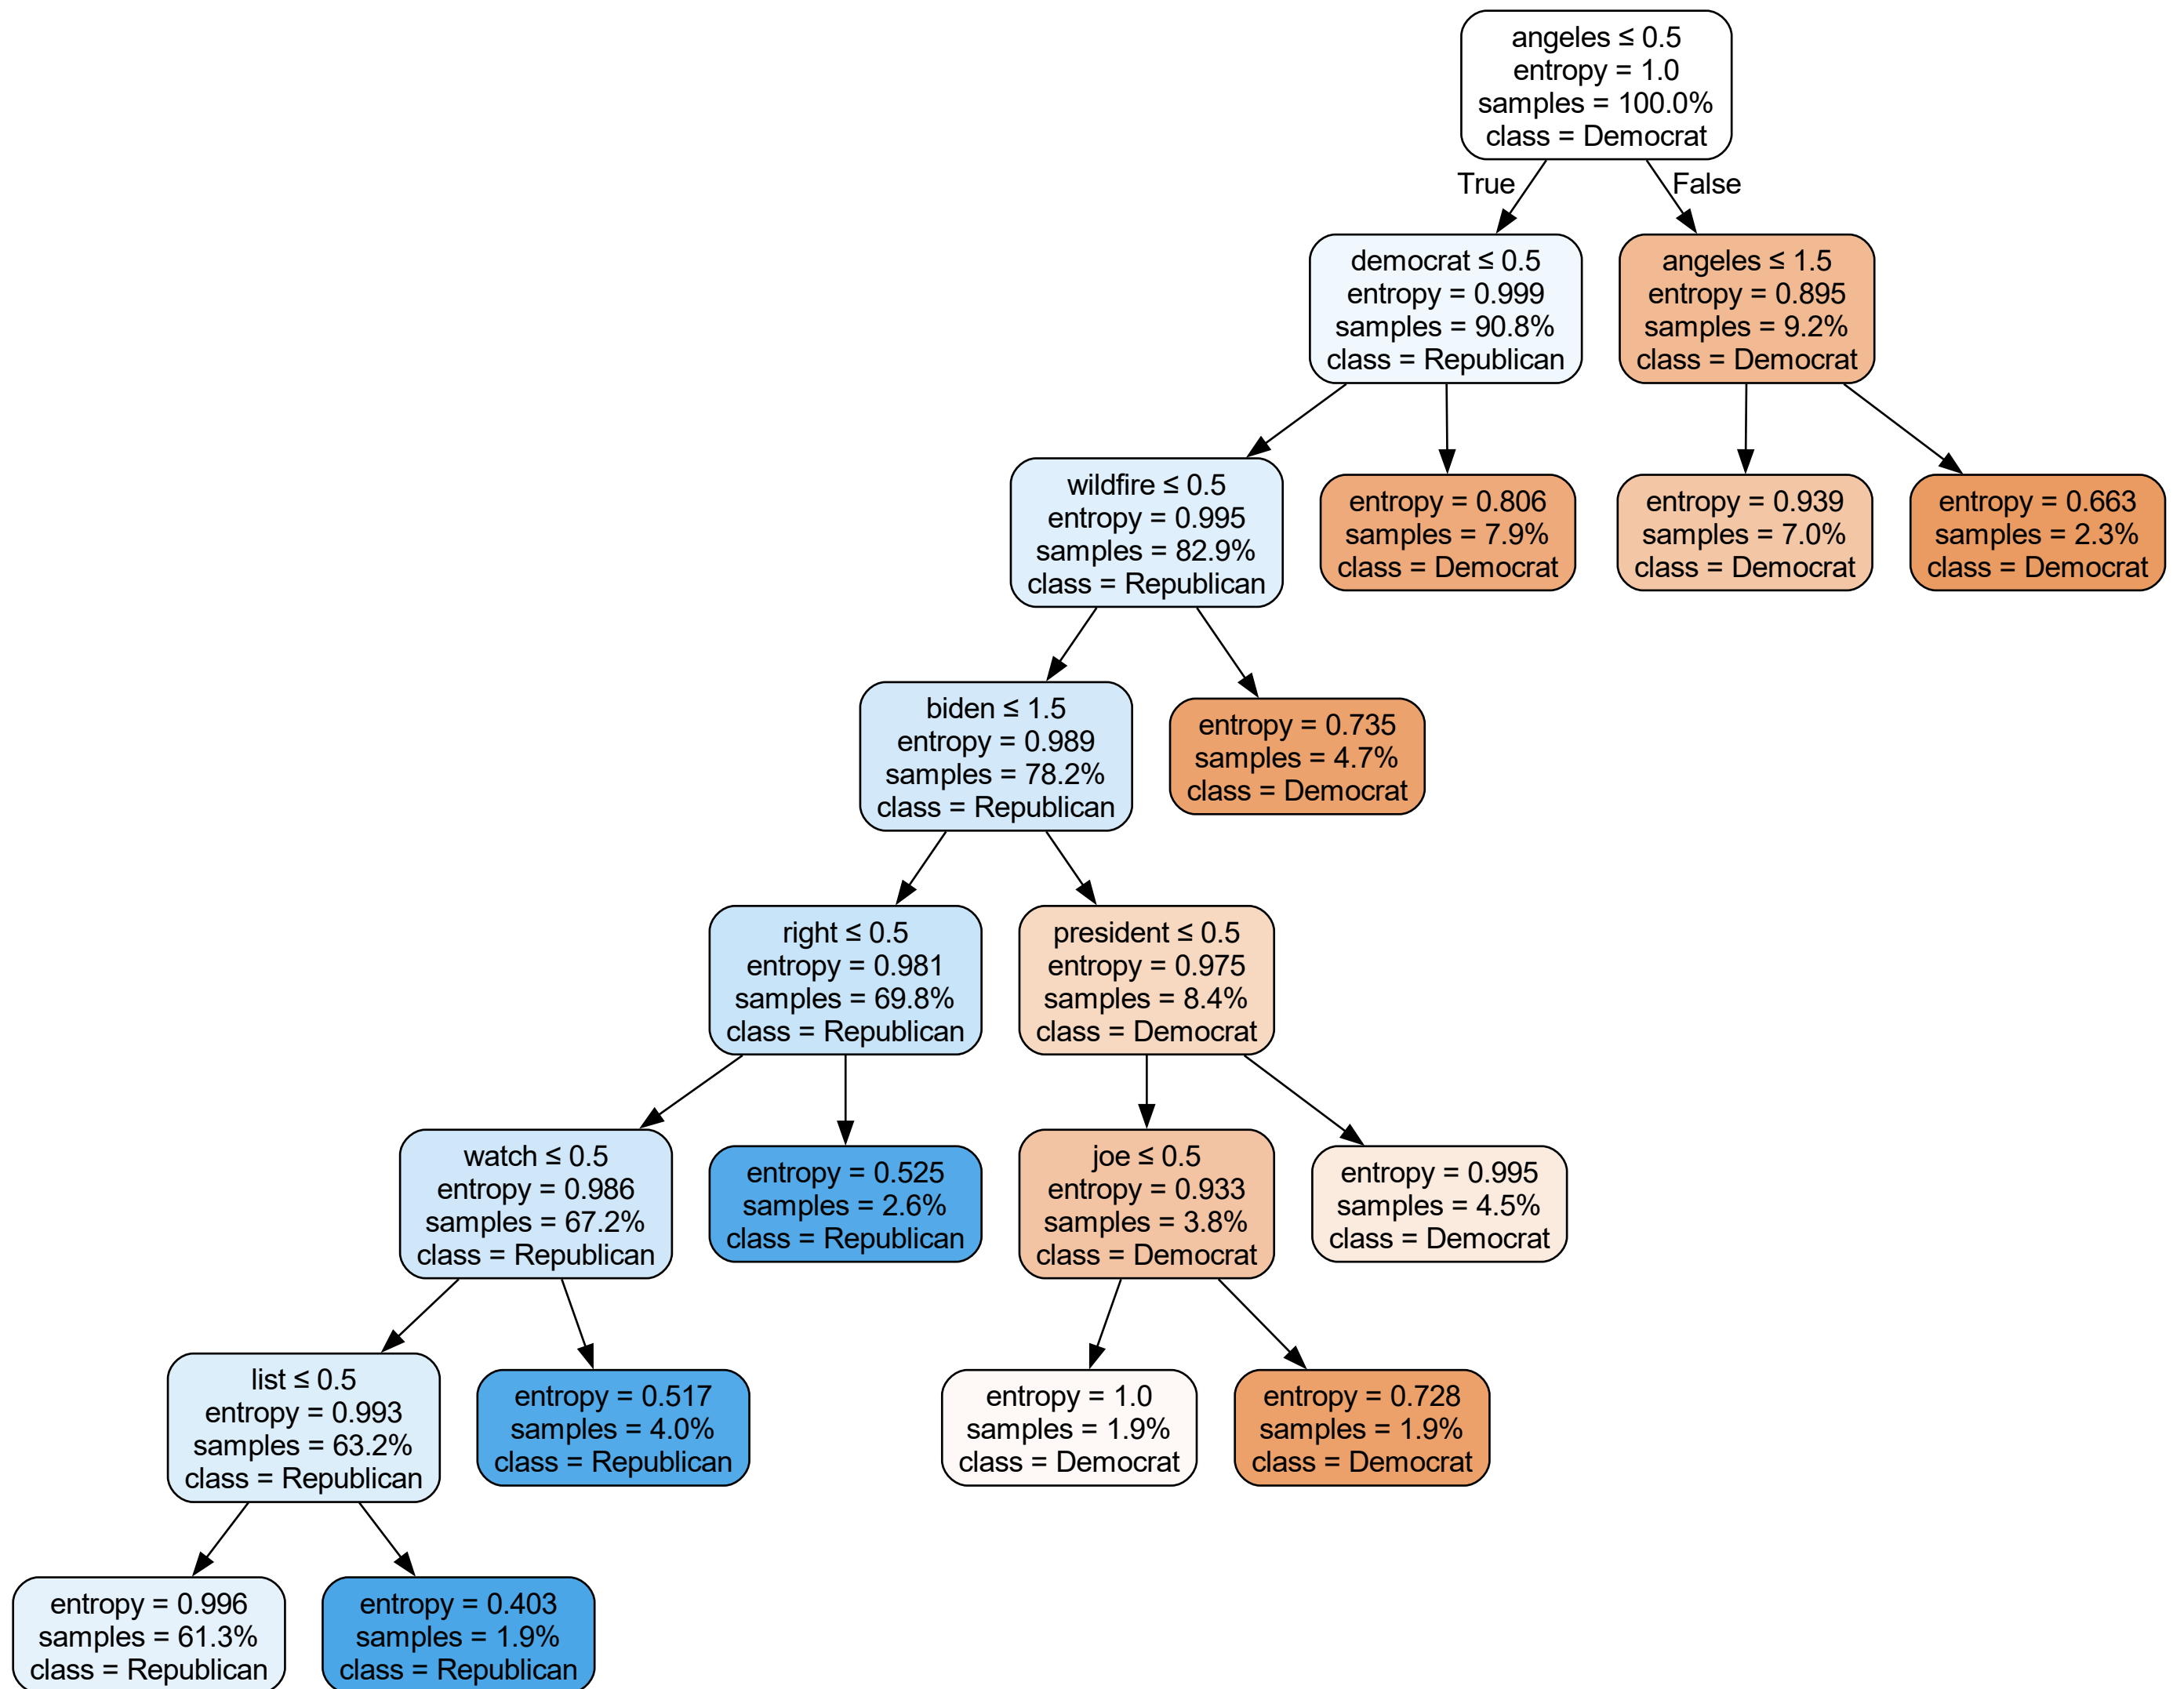 angeles ≤ 0.5
entropy = 1.0
samples = 100.0%
class = Democrat
True
False
democrat ≤ 0.5
entropy = 0.999
samples = 90.8%
class = Republican
angeles ≤ 1.5
entropy = 0.895
samples = 9.2%
class = Democrat
wildfire ≤ 0.5
entropy = 0.995
samples = 82.9%
class = Republican
entropy = 0.806
samples = 7.9%
class = Democrat
entropy = 0.939
samples = 7.0%
class = Democrat
entropy = 0.663
samples = 2.3%
class = Democrat
biden ≤ 1.5
entropy = 0.989
samples = 78.2%
class = Republican
entropy = 0.735
samples = 4.7%
class = Democrat
right ≤ 0.5
entropy = 0.981
samples = 69.8%
class = Republican
president ≤ 0.5
entropy = 0.975
samples = 8.4%
class = Democrat
watch ≤ 0.5
entropy = 0.986
samples = 67.2%
class = Republican
entropy = 0.525
samples = 2.6%
class = Republican
joe ≤ 0.5
entropy = 0.933
samples = 3.8%
class = Democrat
entropy = 0.995
samples = 4.5%
class = Democrat
list ≤ 0.5
entropy = 0.993
samples = 63.2%
class = Republican
entropy = 0.517
samples = 4.0%
class = Republican
entropy = 1.0
samples = 1.9%
class = Democrat
entropy = 0.728
samples = 1.9%
class = Democrat
entropy = 0.996
samples = 61.3%
class = Republican
entropy = 0.403
samples = 1.9%
class = Republican